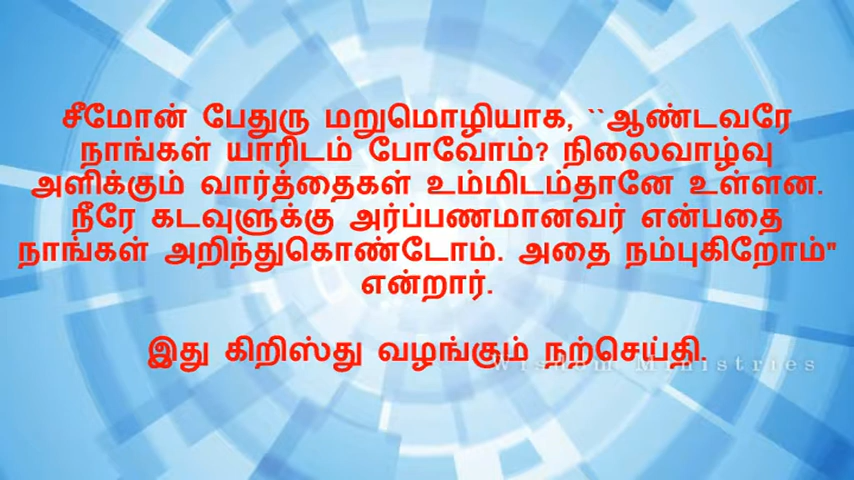 சீமோன் பேதுரு மறுமொழியாக, ``ஆண்டவரே
நாங்கள் யாரிடம் போவோம்? நிலைவாழ்வு
அளிக்கும் வார்த்தைகள் உம்மிடம்தானே உள்ளன.
நீரே கடவுளுக்கு அர்ப்பணமானவர் என்பதை
நாங்கள் அறிந்துகொண்டோம். அதை நம்புகிறோம்"
என்றார்.
இது கிறிஸ்து வழங்கும் நற்செய்தி.
Wisdom Ministries